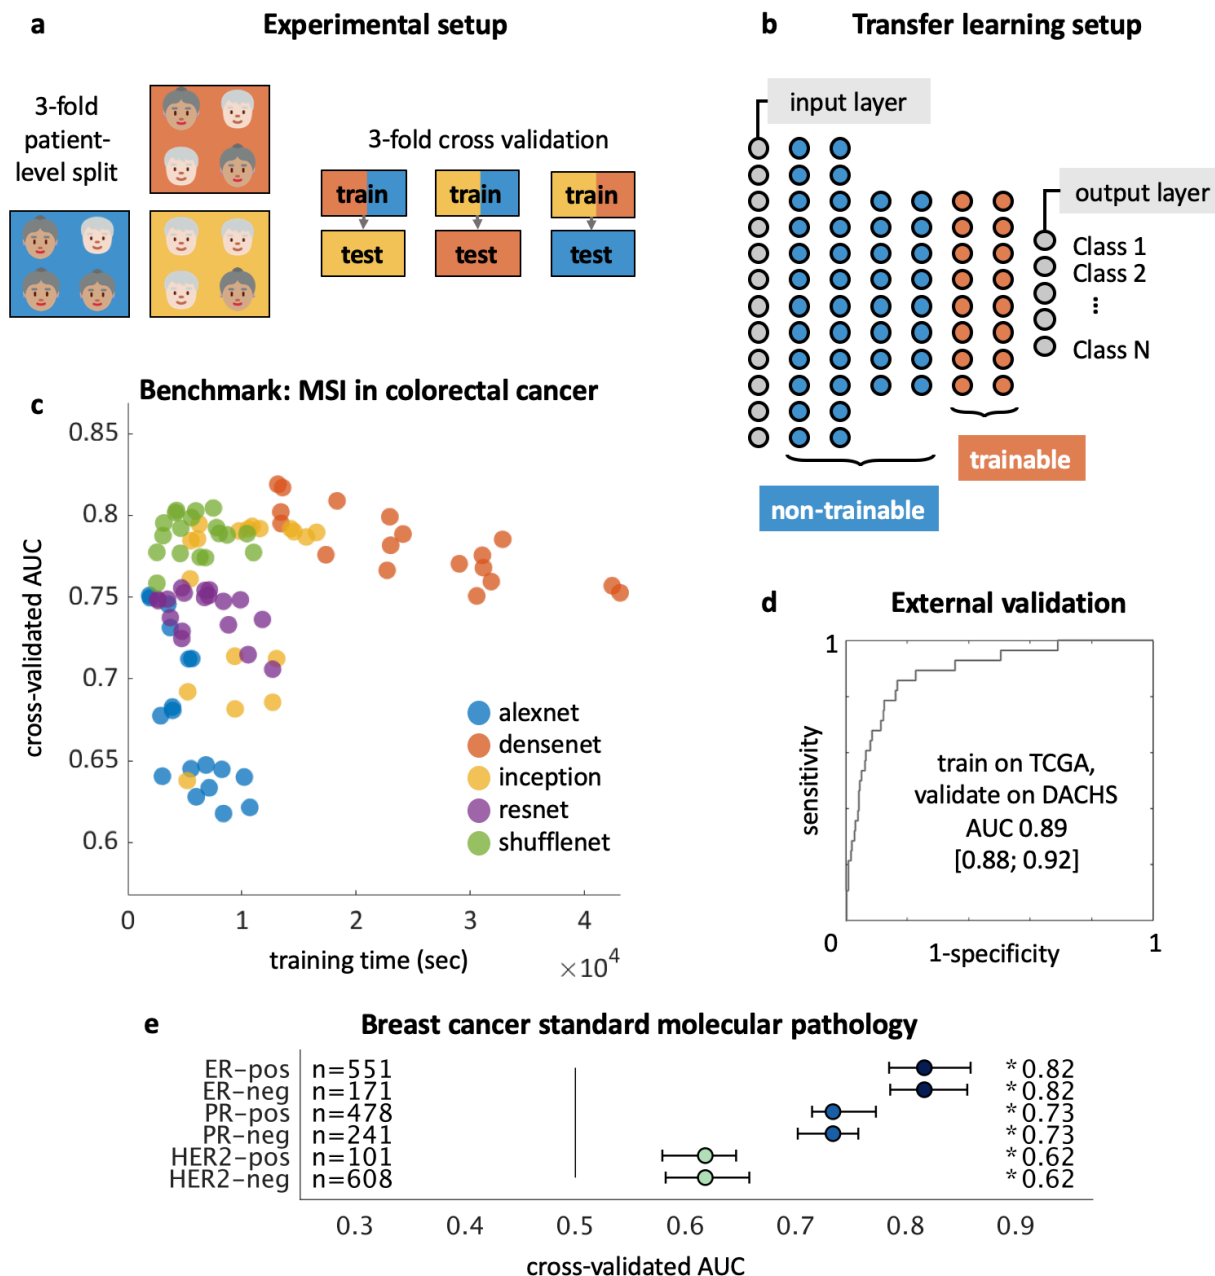 a
Experimental setup
3-fold
patient-
level split
3-fold cross validation
train
train
train
test
test
test
b
Transfer learning setup
input layer
output layer
Class 1
Class 2
⋮
Class N
trainable
non-trainable
c
Benchmark: MSI in colorectal cancer
0.85
0.8
0.75
0.7
0.65
0.6
cross-validated AUC
0
1
2
3
4
training time (sec)
×10⁴
alexnet
densenet
inception
resnet
shufflenet
d
External validation
1
sensitivity
train on TCGA,
validate on DACHS
AUC 0.89
[0.88; 0.92]
0
1-specificity
1
e
Breast cancer standard molecular pathology
ER-pos n=551 *0.82
ER-neg n=171 *0.82
PR-pos n=478 *0.73
PR-neg n=241 *0.73
HER2-pos n=101 *0.62
HER2-neg n=608 *0.62
0.3 0.4 0.5 0.6 0.7 0.8 0.9
cross-validated AUC